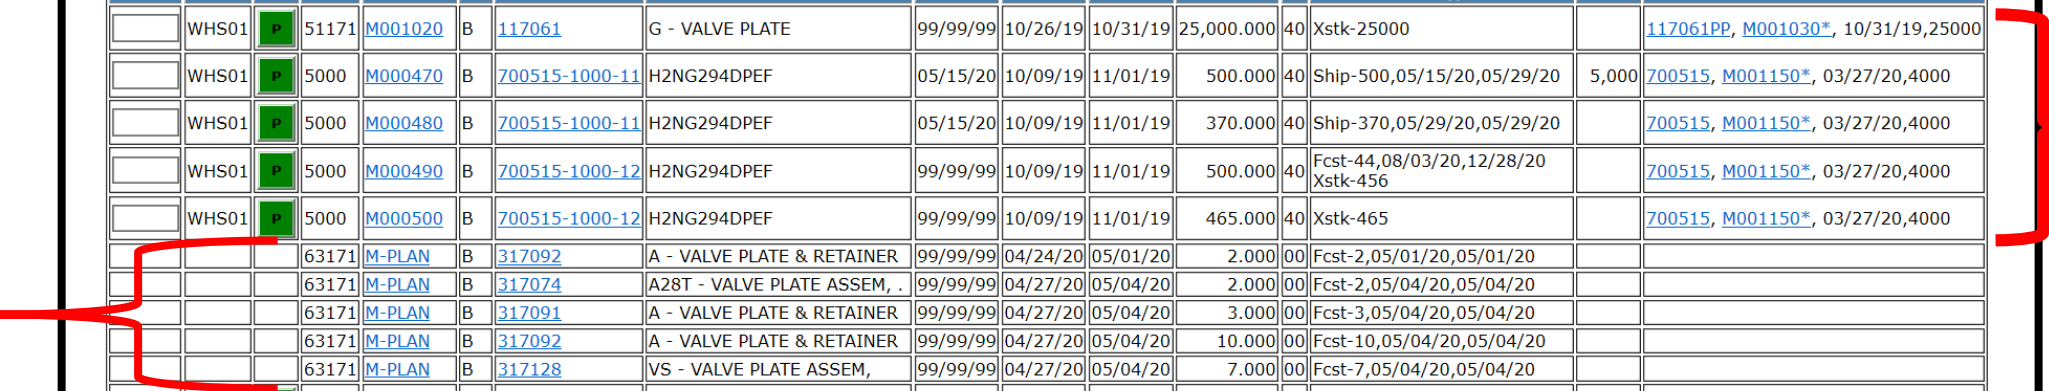 WHS01 P 51171 M001020 B 117061 G - VALVE PLATE 99/99/99 10/26/19 10/31/19 25,000.000 40 Xstk-25000 117061PP, M001030*, 10/31/19,25000
WHS01 P 5000 M000470 B 700515-1000-11 H2NG294DPEF 05/15/20 10/09/19 11/01/19 500.000 40 Ship-500,05/15/20,05/29/20 5,000 700515, M001150*, 03/27/20,4000
WHS01 P 5000 M000480 B 700515-1000-11 H2NG294DPEF 05/15/20 10/09/19 11/01/19 370.000 40 Ship-370,05/29/20,05/29/20 700515, M001150*, 03/27/20,4000
WHS01 P 5000 M000490 B 700515-1000-12 H2NG294DPEF 99/99/99 10/09/19 11/01/19 500.000 40 Fcst-44,08/03/20,12/28/20
Xstk-456 700515, M001150*, 03/27/20,4000
WHS01 P 5000 M000500 B 700515-1000-12 H2NG294DPEF 99/99/99 10/09/19 11/01/19 465.000 40 Xstk-465 700515, M001150*, 03/27/20,4000
63171 M-PLAN B 317092 A - VALVE PLATE & RETAINER 99/99/99 04/24/20 05/01/20 2.000 00 Fcst-2,05/01/20,05/01/20
63171 M-PLAN B 317074 A28T - VALVE PLATE ASSEM, . 99/99/99 04/27/20 05/04/20 2.000 00 Fcst-2,05/04/20,05/04/20
63171 M-PLAN B 317091 A - VALVE PLATE & RETAINER 99/99/99 04/27/20 05/04/20 3.000 00 Fcst-3,05/04/20,05/04/20
63171 M-PLAN B 317092 A - VALVE PLATE & RETAINER 99/99/99 04/27/20 05/04/20 10.000 00 Fcst-10,05/04/20,05/04/20
63171 M-PLAN B 317128 VS - VALVE PLATE ASSEM, 99/99/99 04/27/20 05/04/20 7.000 00 Fcst-7,05/04/20,05/04/20